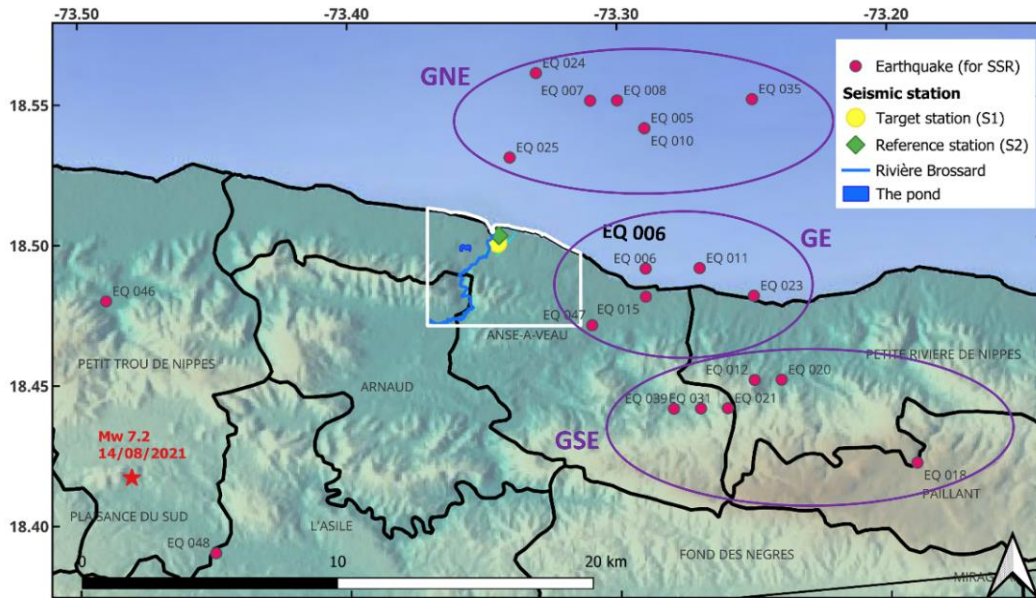 -73.50
-73.40
-73.30
-73.20
18.55
18.50
18.45
18.40
GNE
EQ 024
EQ 007
EQ 008
EQ 035
EQ 005
EQ 010
EQ 025
Earthquake (for SSR)
Seismic station
Target station (S1)
Reference station (S2)
Rivière Brossard
The pond
EQ 006
GE
EQ 006
EQ 011
EQ 023
EQ 046
EQ 047
EQ 015
ANSE-A-VEAU
PETIT TROU DE NIPPES
PETITE RIVIERE DE NIPPES
ARNAUD
EQ 012
EQ 020
EQ 039
EQ 031
EQ 021
GSE
Mw 7.2
14/08/2021
EQ 018
PAILLANT
PLAISANCE DU SUD
L'ASILE
EQ 048
FOND DES NEGRES
0
10
20 km